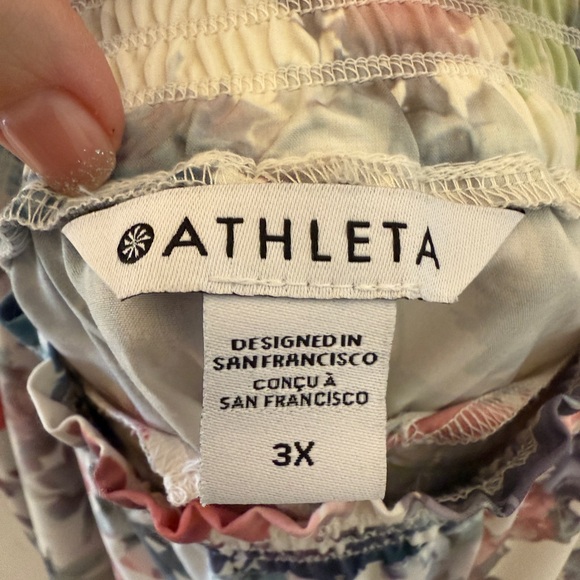 ATHLETA
DESIGNED IN
SAN FRANCISCO
CONÇU À
SAN FRANCISCO
3X